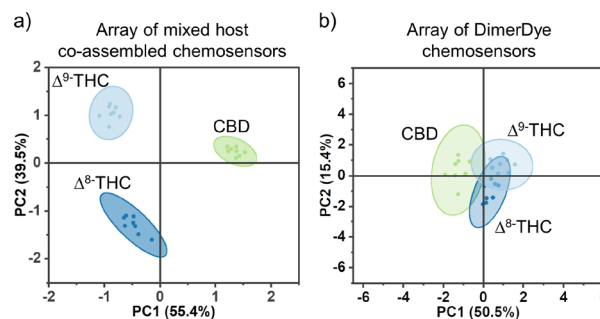 a) Array of mixed host
co-assembled chemosensors
Δ⁹-THC
CBD
Δ⁸-THC
PC2 (39.5%)
2
1
0
-1
-2
-2 -1 0 1 2
PC1 (55.4%)
b) Array of DimerDye
chemosensors
CBD
Δ⁹-THC
Δ⁸-THC
PC2 (15.4%)
6
4
2
0
-2
-4
-6
-6 -4 -2 0 2 4
PC1 (50.5%)